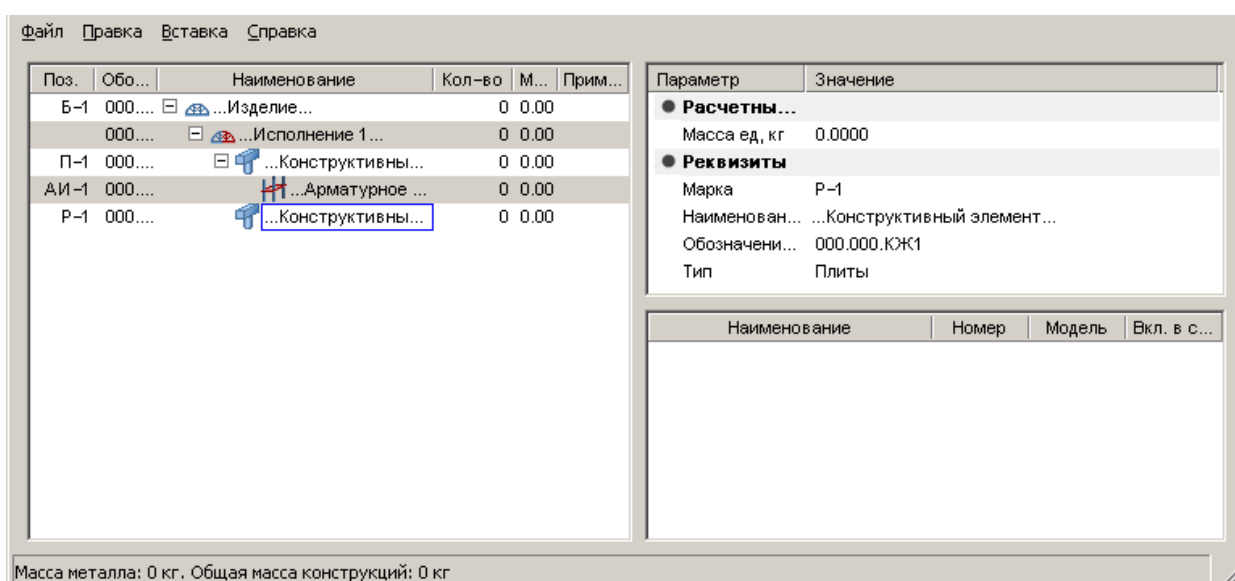 Файл Правка Вставка Справка
Поз. Обо... Наименование Кол-во М... Прим...
Б-1 000.... ...Изделие... 0 0.00
000.... ...Исполнение 1... 0 0.00
П-1 000.... ...Конструктивны... 0 0.00
АИ-1 000.... ...Арматурное ... 0 0.00
Р-1 000.... ...Конструктивны... 0 0.00
Параметр Значение
Расчетны...
Масса ед, кг 0.0000
Реквизиты
Марка Р-1
Наименован... ...Конструктивный элемент...
Обозначени... 000.000.КЖ1
Тип Плиты
Наименование Номер Модель Вкл. в с...
Масса металла: 0 кг. Общая масса конструкций: 0 кг